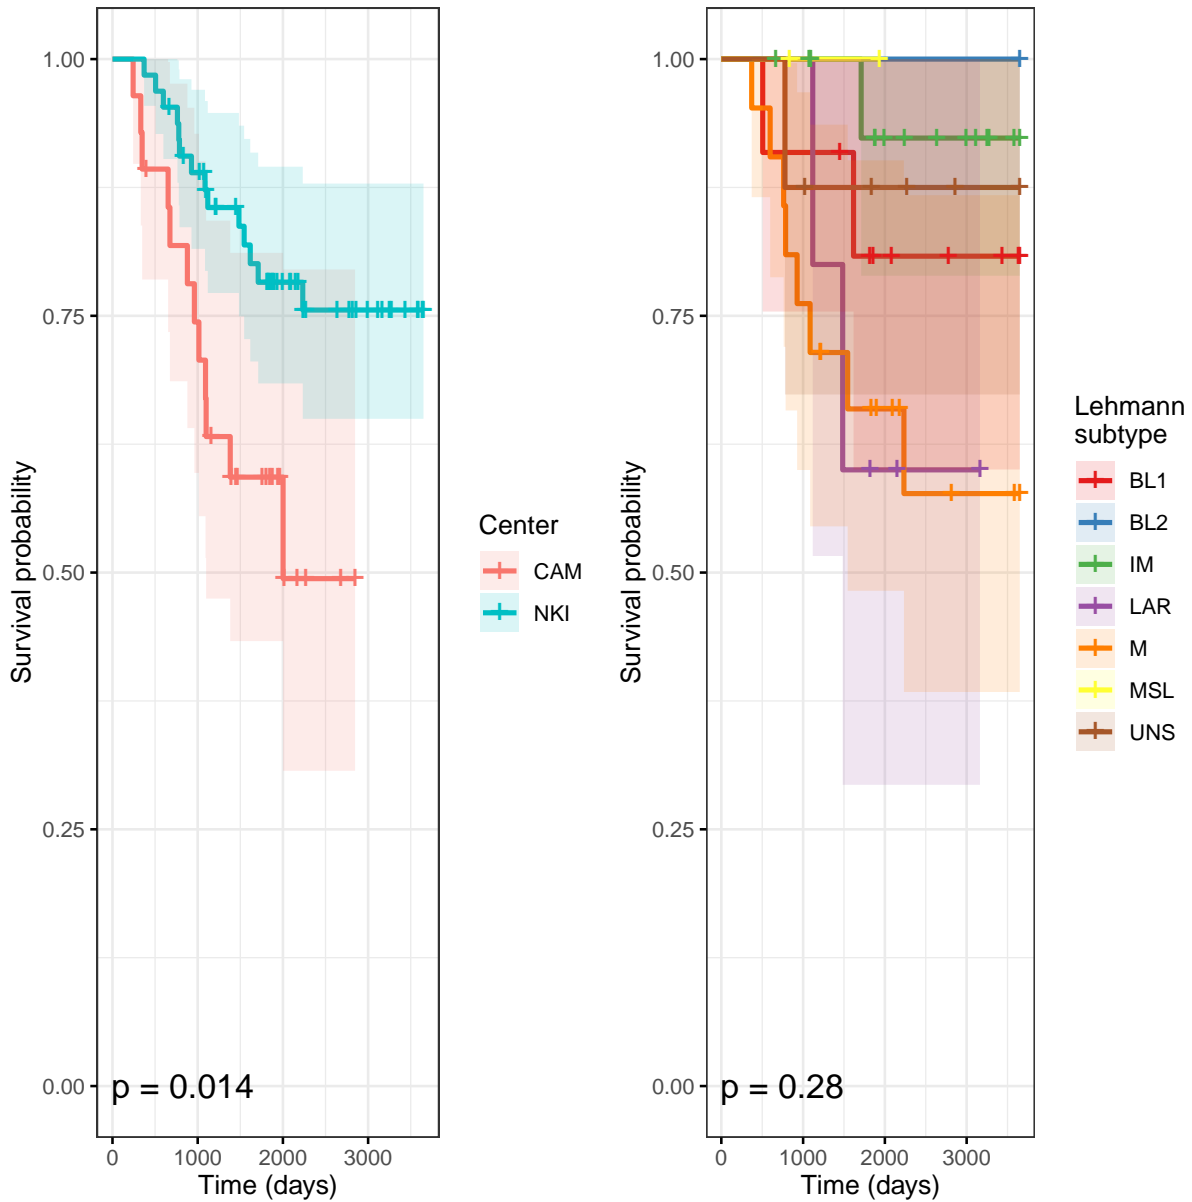 1.00
0.75
0.50
0.25
0.00
Survival probability
p = 0.014
0
1000
2000
3000
Time (days)
Center
CAM
NKI
1.00
0.75
0.50
0.25
0.00
Survival probability
p = 0.28
0
1000
2000
3000
Time (days)
Lehmann
subtype
BL1
BL2
IM
LAR
M
MSL
UNS